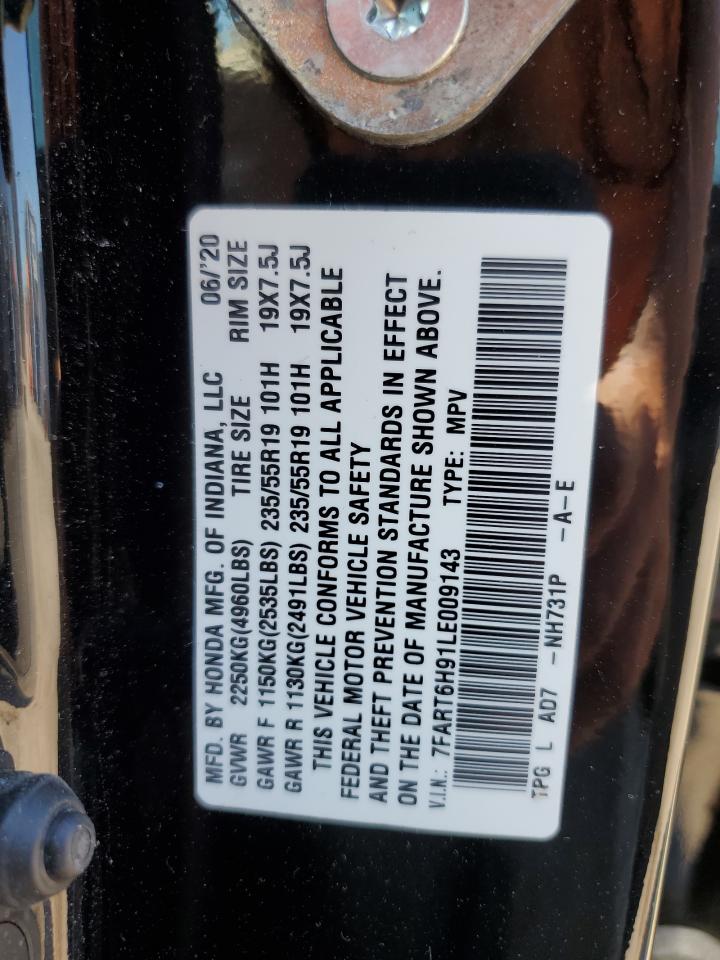 MFD. BY HONDA MFG. OF INDIANA, LLC 06/'20
GVWR 2250KG(4960LBS) TIRE SIZE RIM SIZE
GAWR F 1150KG(2535LBS) 235/55R19 101H 19X7.5J
GAWR R 1130KG(2491LBS) 235/55R19 101H 19X7.5J
THIS VEHICLE CONFORMS TO ALL APPLICABLE
FEDERAL MOTOR VEHICLE SAFETY
AND THEFT PREVENTION STANDARDS IN EFFECT
ON THE DATE OF MANUFACTURE SHOWN ABOVE.
V.I.N.: 7FART6H91LE009143 TYPE: MPV
TPG L AD7 -NH731P -A-E